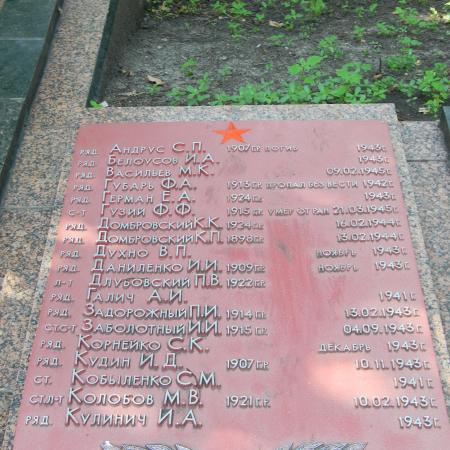 РЯД. АНДРУС С.П. 1907 Г.Р. ПОГИБ 1943 Г.
РЯД. БЕЛОУСОВ И.А. 1943 Г.
РЯД. ВАСИЛЬЕВ М.К. 09.02.1943 Г.
РЯД. ГУБАРЬ Ф.А. 1913 Г.Р. ПРОПАЛ БЕЗ ВЕСТИ 1942 Г.
РЯД. ГЕРМАН Е.А. 1924 Г.Р. 1943 Г.
С-Т ГУЗИЙ Ф.Ф. 1915 Г.Р. УМЕР ОТ РАН 21.03.1945 Г.
РЯД. ДОМБРОВСКИЙ К.К. 1924 Г.Р. 16.02.1944 Г.
РЯД. ДОМБРОВСКИЙ К.П. 1898 Г.Р. 13.02.1944 Г.
РЯД. ДУХНО В.П. НОЯБРЬ 1943 Г.
РЯД. ДАНИЛЕНКО И.И. 1909 Г.Р. НОЯБРЬ 1943 Г.
Л-Т ДЛУБОВСКИЙ П.В. 1922 Г.Р.
РЯД. ГАЛИЧ А.И. 1941 Г.
РЯД. ЗАДОРОЖНЫЙ П.И. 1914 Г.Р. 13.02.1943 Г.
СТ.С-Т ЗАБОЛОТНЫЙ И.И. 1915 Г.Р. 04.09.1943 Г.
РЯД. КОРНЕЙКО С.К. ДЕКАБРЬ 1943 Г.
РЯД. КУДИН И.Д. 1907 Г.Р. 10.11.1943 Г.
СТ. КОБЫЛЕНКО С.М. 1941 Г.
СТ.Л-Т КОЛОБОВ М.В. 1921 Г.Р. 10.02.1943 Г.
РЯД. КУЛИНИЧ И.А. 1943 Г.